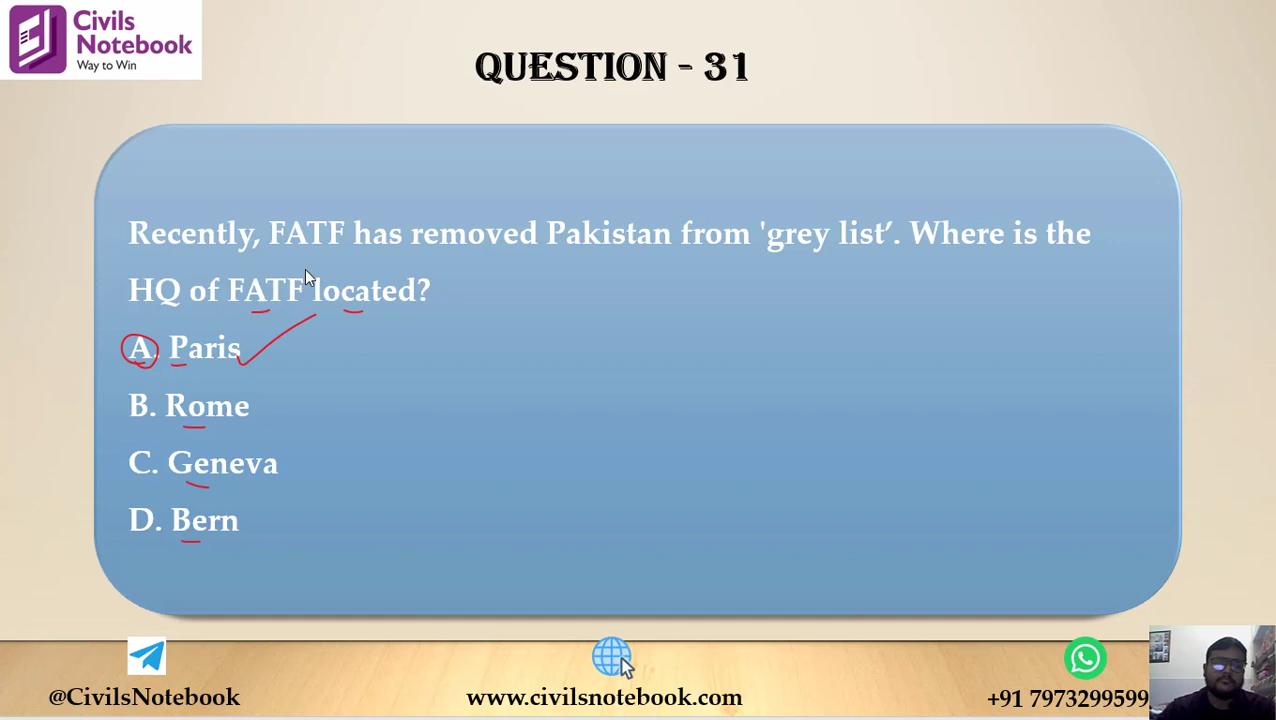 Civils
Notebook
Way to Win
QUESTION - 31
Recently, FATF has removed Pakistan from 'grey list’. Where is the
HQ of FATF located?
A. Paris
B. Rome
C. Geneva
D. Bern
@CivilsNotebook
www.civilsnotebook.com
+91 7973299599